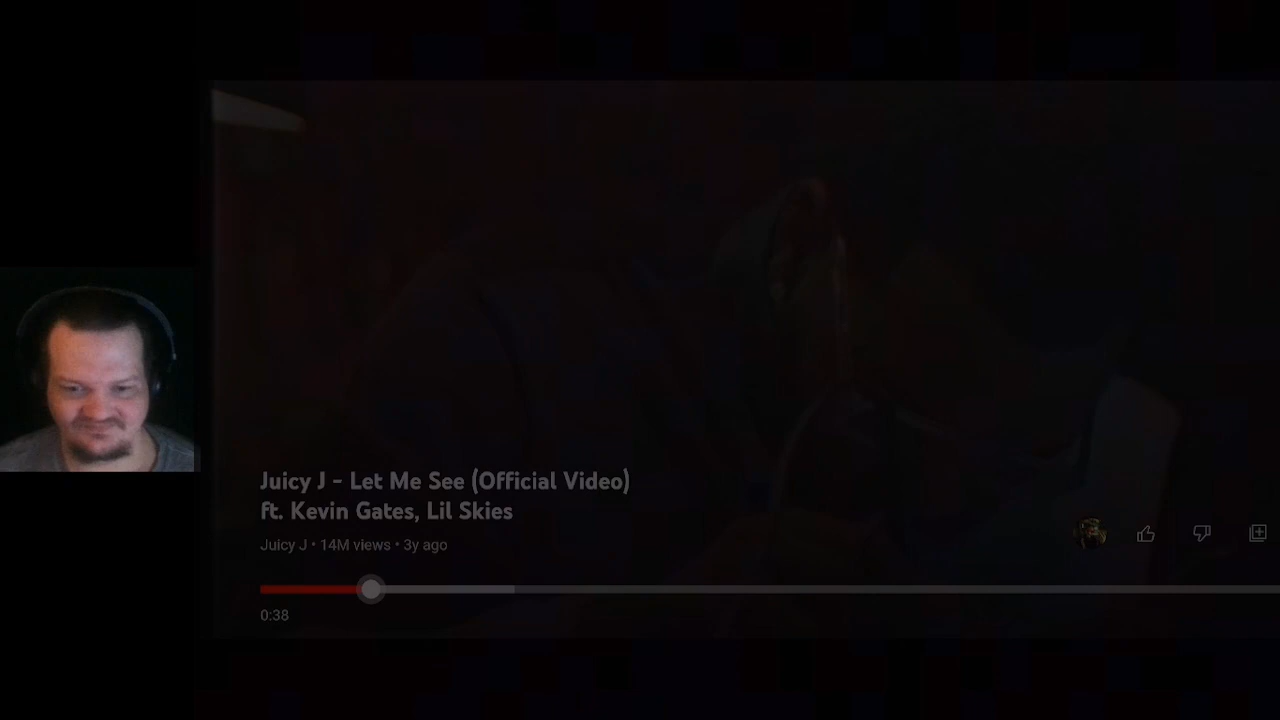 Juicy J - Let Me See (Official Video)
ft. Kevin Gates, Lil Skies
Juicy J • 14M views • 3y ago
0:38